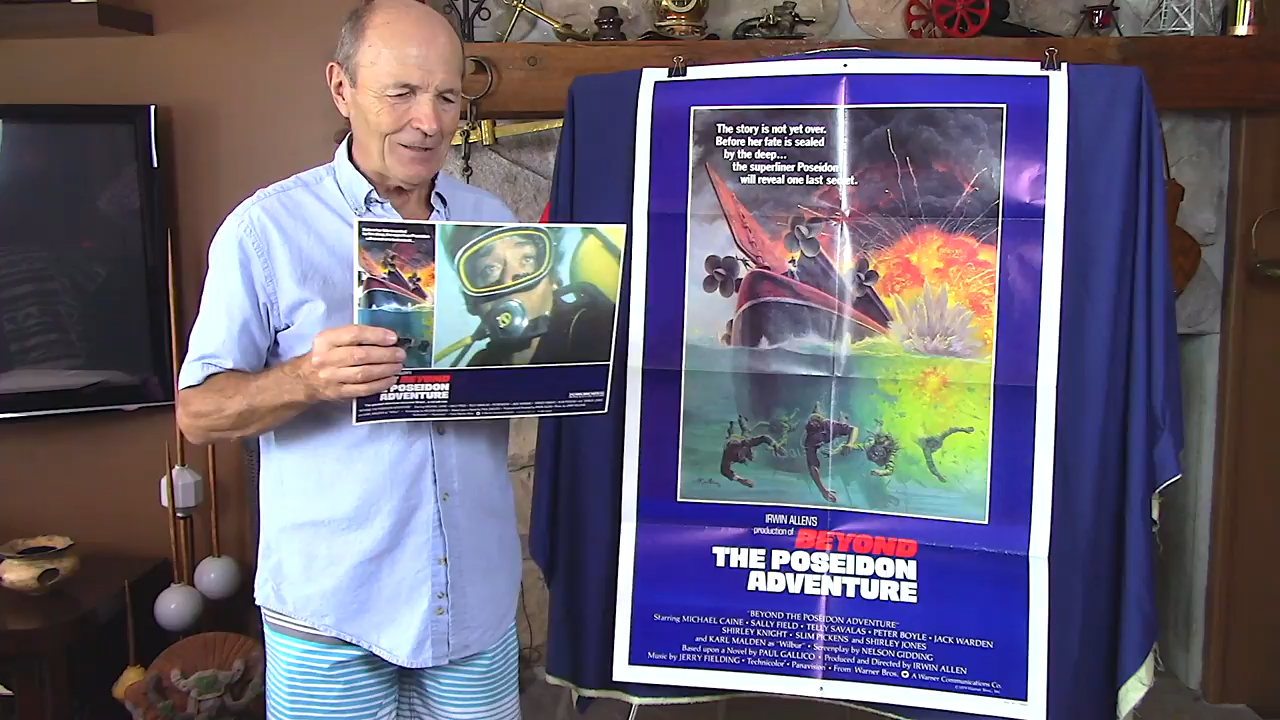 The story is not yet over.
Before her fate is sealed
by the deep...
the superliner Poseidon
will reveal one last secret.
IRWIN ALLEN'S
production of BEYOND
THE POSEIDON
ADVENTURE
"BEYOND THE POSEIDON ADVENTURE"
Starring MICHAEL CAINE · SALLY FIELD · TELLY SAVALAS · PETER BOYLE · JACK WARDEN
SHIRLEY KNIGHT · SLIM PICKENS and SHIRLEY JONES
and KARL MALDEN as "Wilbur" · Screenplay by NELSON GIDDING
Based upon a Novel by PAUL GALLICO · Produced and Directed by IRWIN ALLEN
Music by JERRY FIELDING · Technicolor · Panavision · From Warner Bros. A Warner Communications Co.
BEYOND
POSEIDON
ADVENTURE